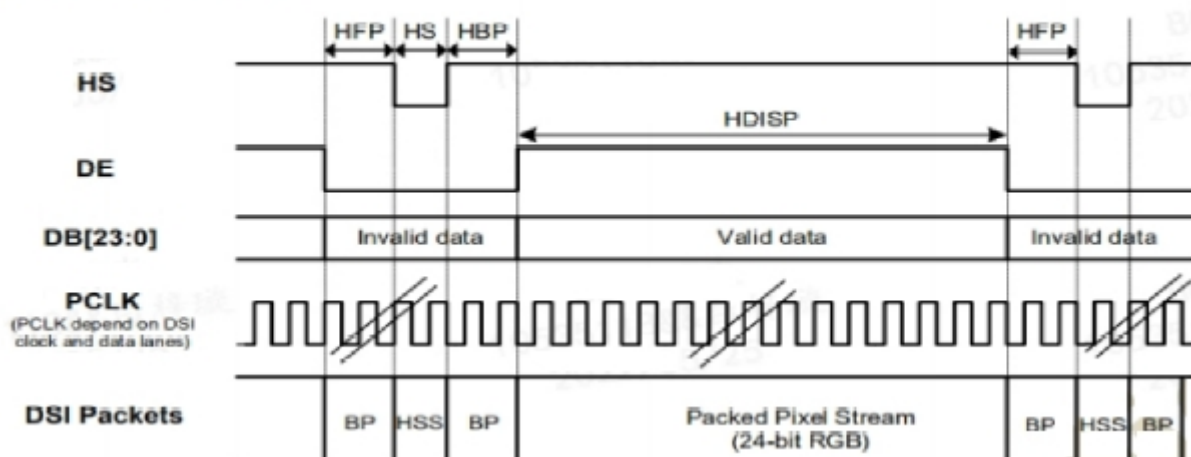 HFP HS HBP HFP
HS
HDISP
DE
DB[23:0] Invalid data Valid data Invalid data
PCLK
(PCLK depend on DSI
clock and data lanes)
DSI Packets BP HSS BP Packed Pixel Stream BP HSS BP
(24-bit RGB)